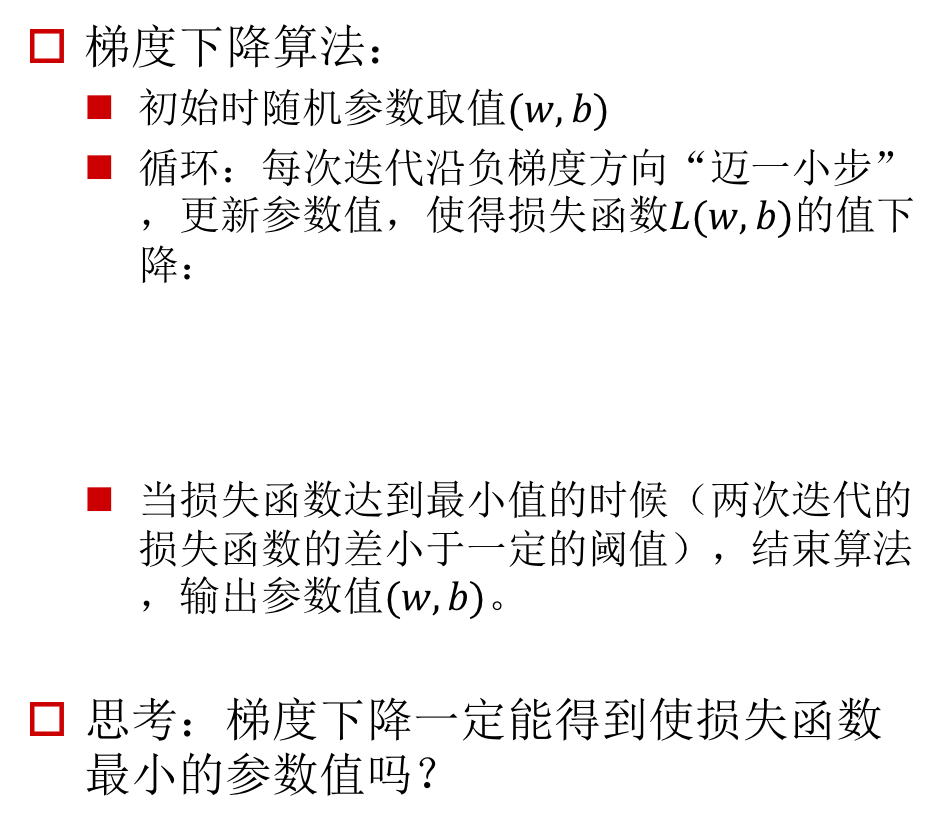 梯度下降算法：
初始时随机参数取值(w, b)
循环：每次迭代沿负梯度方向“迈一小步”
，更新参数值，使得损失函数L(w, b)的值下
降：
当损失函数达到最小值的时候（两次迭代的
损失函数的差小于一定的阈值），结束算法
，输出参数值(w, b)。
思考：梯度下降一定能得到使损失函数
最小的参数值吗？